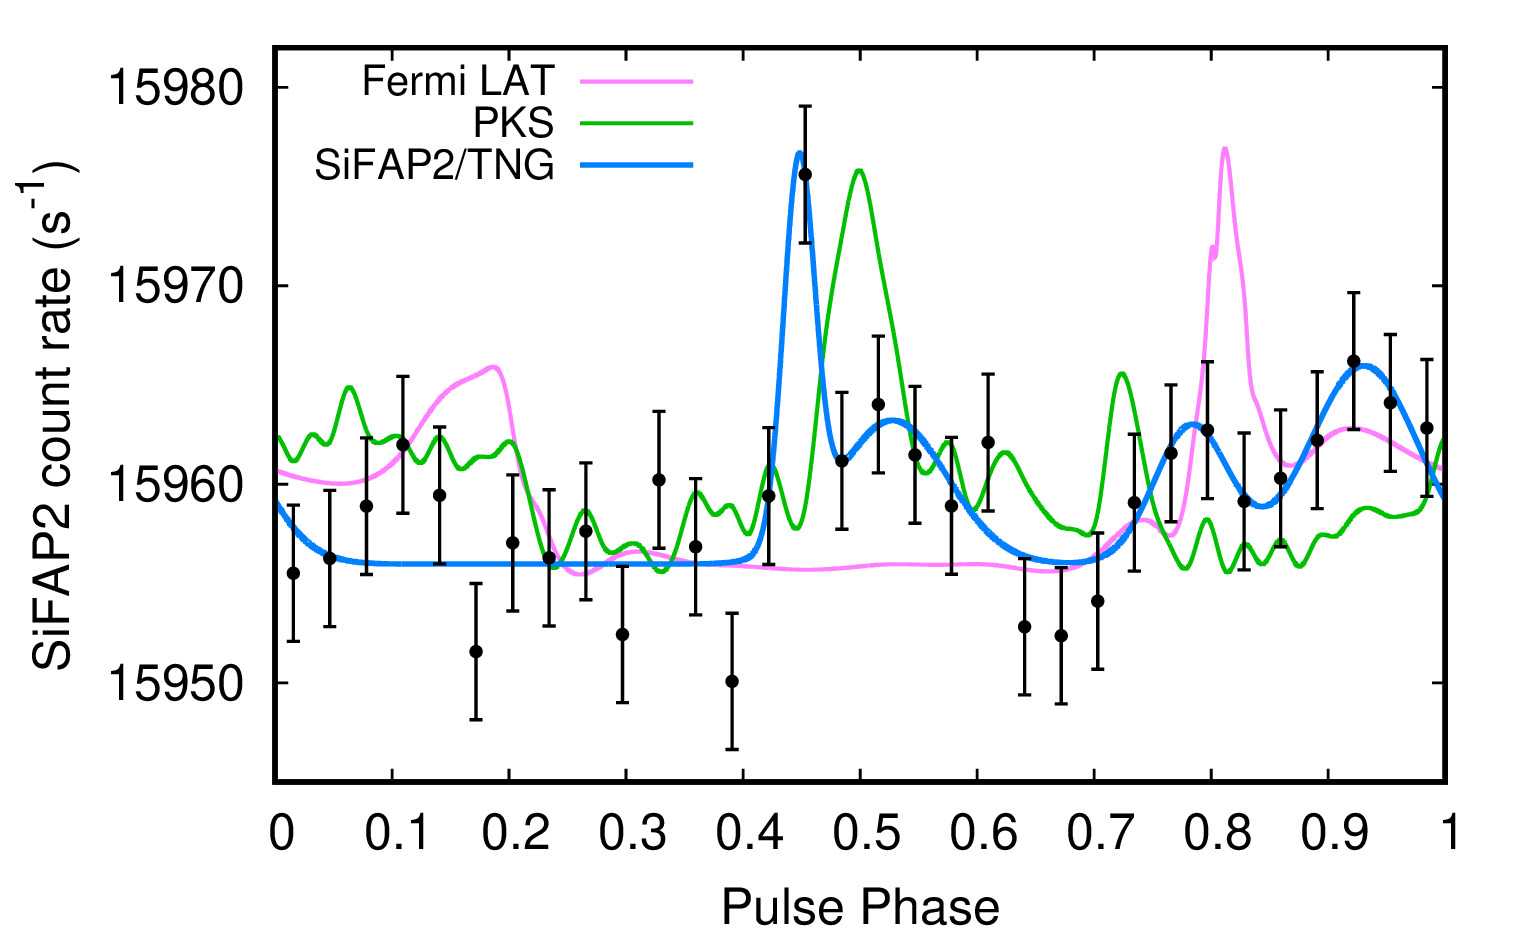 Fermi LAT
PKS
SiFAP2/TNG
15980
15970
15960
15950
SiFAP2 count rate (s⁻¹)
0 0.1 0.2 0.3 0.4 0.5 0.6 0.7 0.8 0.9 1
Pulse Phase